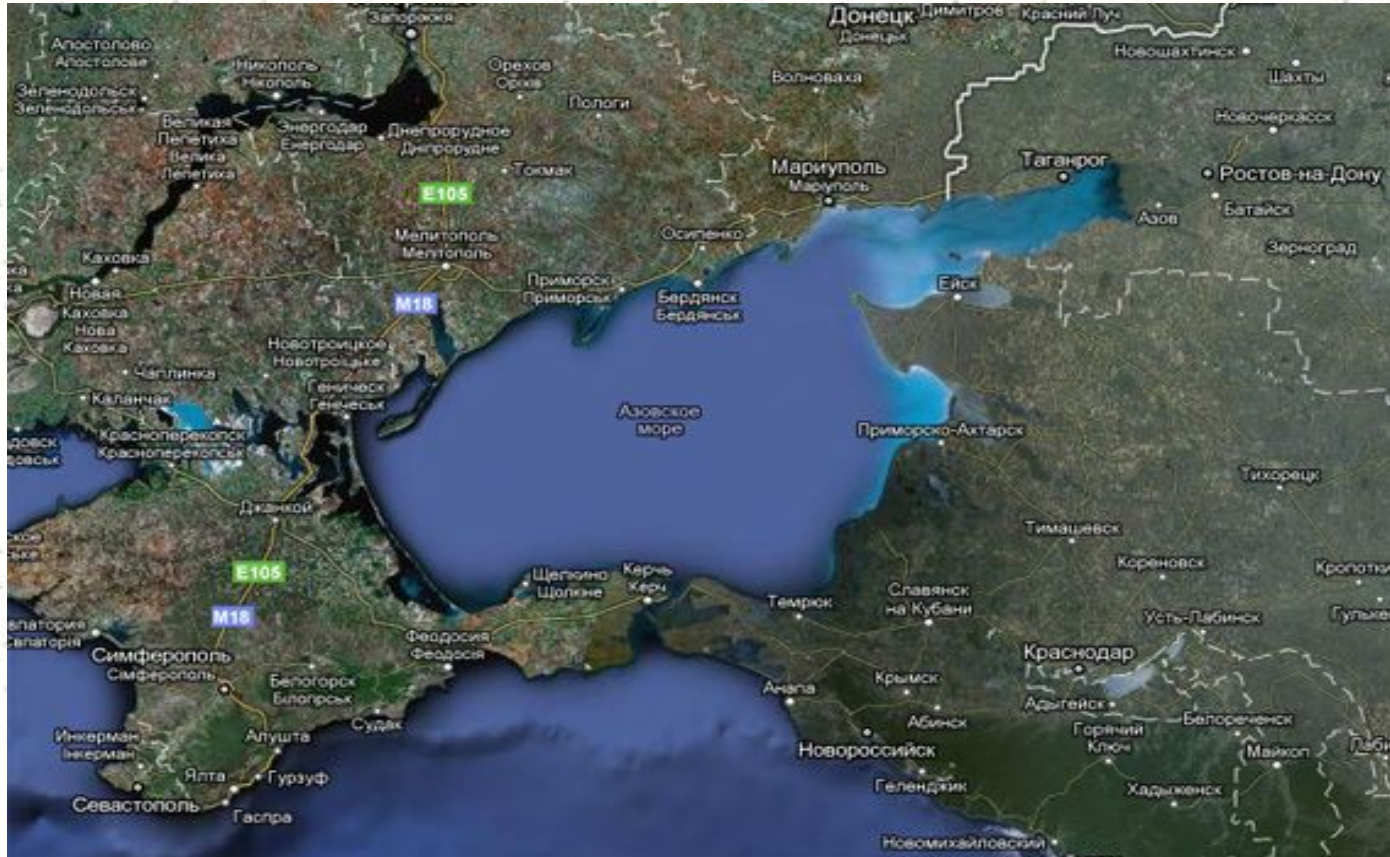 Запоріжжя
Донецк
Донецьк
Димитров
Красний Луч
Апостолово
Апостолове
Никополь
Нікополь
Орехов
Оріхів
Волноваха
Новошахтинск
Шахты
Зеленодольск
Зеленодольськ
Пологи
Великая
Лепетиха
Велика
Лепетиха
Энергодар
Енергодар
Днепрорудное
Дніпрорудне
Новочеркасск
Токмак
Мариуполь
Маріуполь
Таганрог
Ростов-на-Дону
E105
Батайск
Азов
Осипенко
Мелитополь
Мелітополь
Зерноград
Каховка
Новая
Каховка
Нова
Каховка
Приморск
Приморськ
Бердянск
Бердянськ
Ейск
M18
Новотроицкое
Новотроїцьке
Чаплинка
Геническ
Генічеськ
Каланчак
Азовское
море
Красноперекопск
Красноперекопськ
Приморско-Ахтарск
Тихорецк
Джанкой
Тимашевск
E105
Щелкино
Щолкіне
Керчь
Керч
Кореновск
Кропотки
M18
Темрюк
Славянск
на Кубани
Гульке
Усть-Лабинск
Феодосия
Феодосія
Симферополь
Сімферополь
Краснодар
Белогорск
Білогірськ
Крымск
Анапа
Адыгейск
Судак
Абинск
Белореченск
Инкерман
Інкерман
Алушта
Новороссийск
Горячий
Ключ
Майкоп
Ялта
Гурзуф
Геленджик
Хадыженск
Севастополь
Гаспра
Новомихайловский